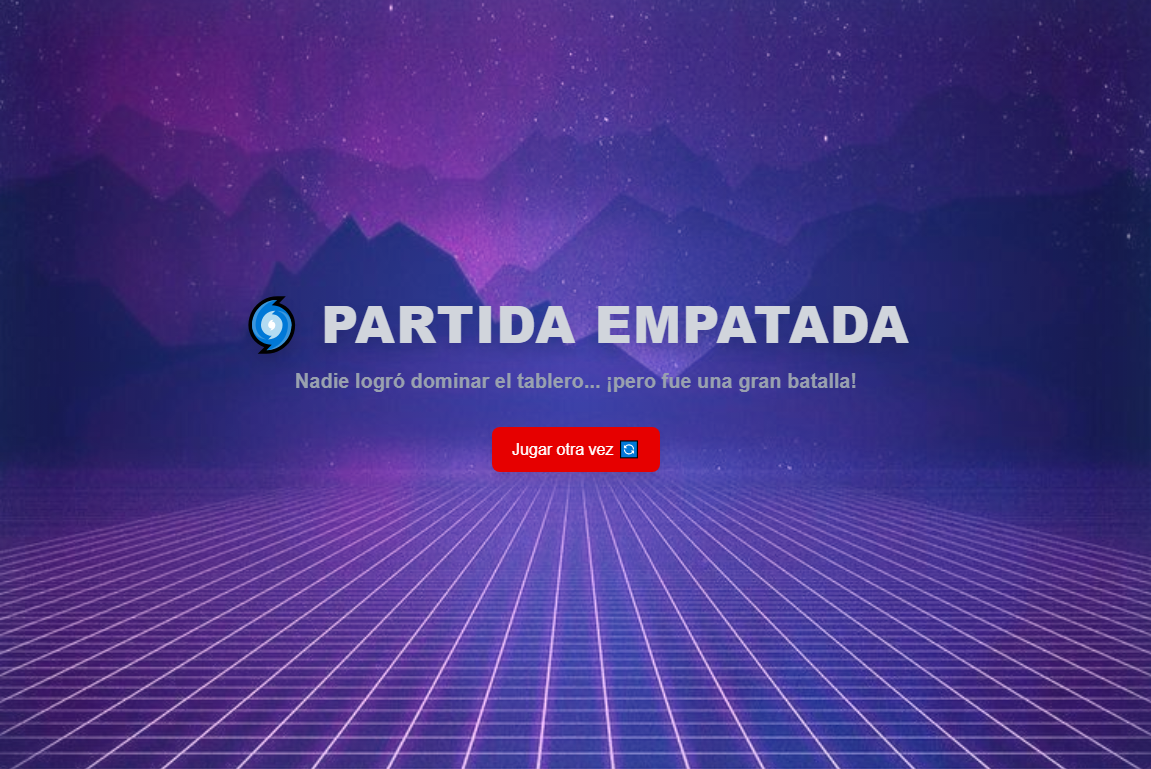 🌀 PARTIDA EMPATADA
Nadie logró dominar el tablero... ¡pero fue una gran batalla!
Jugar otra vez 🔄